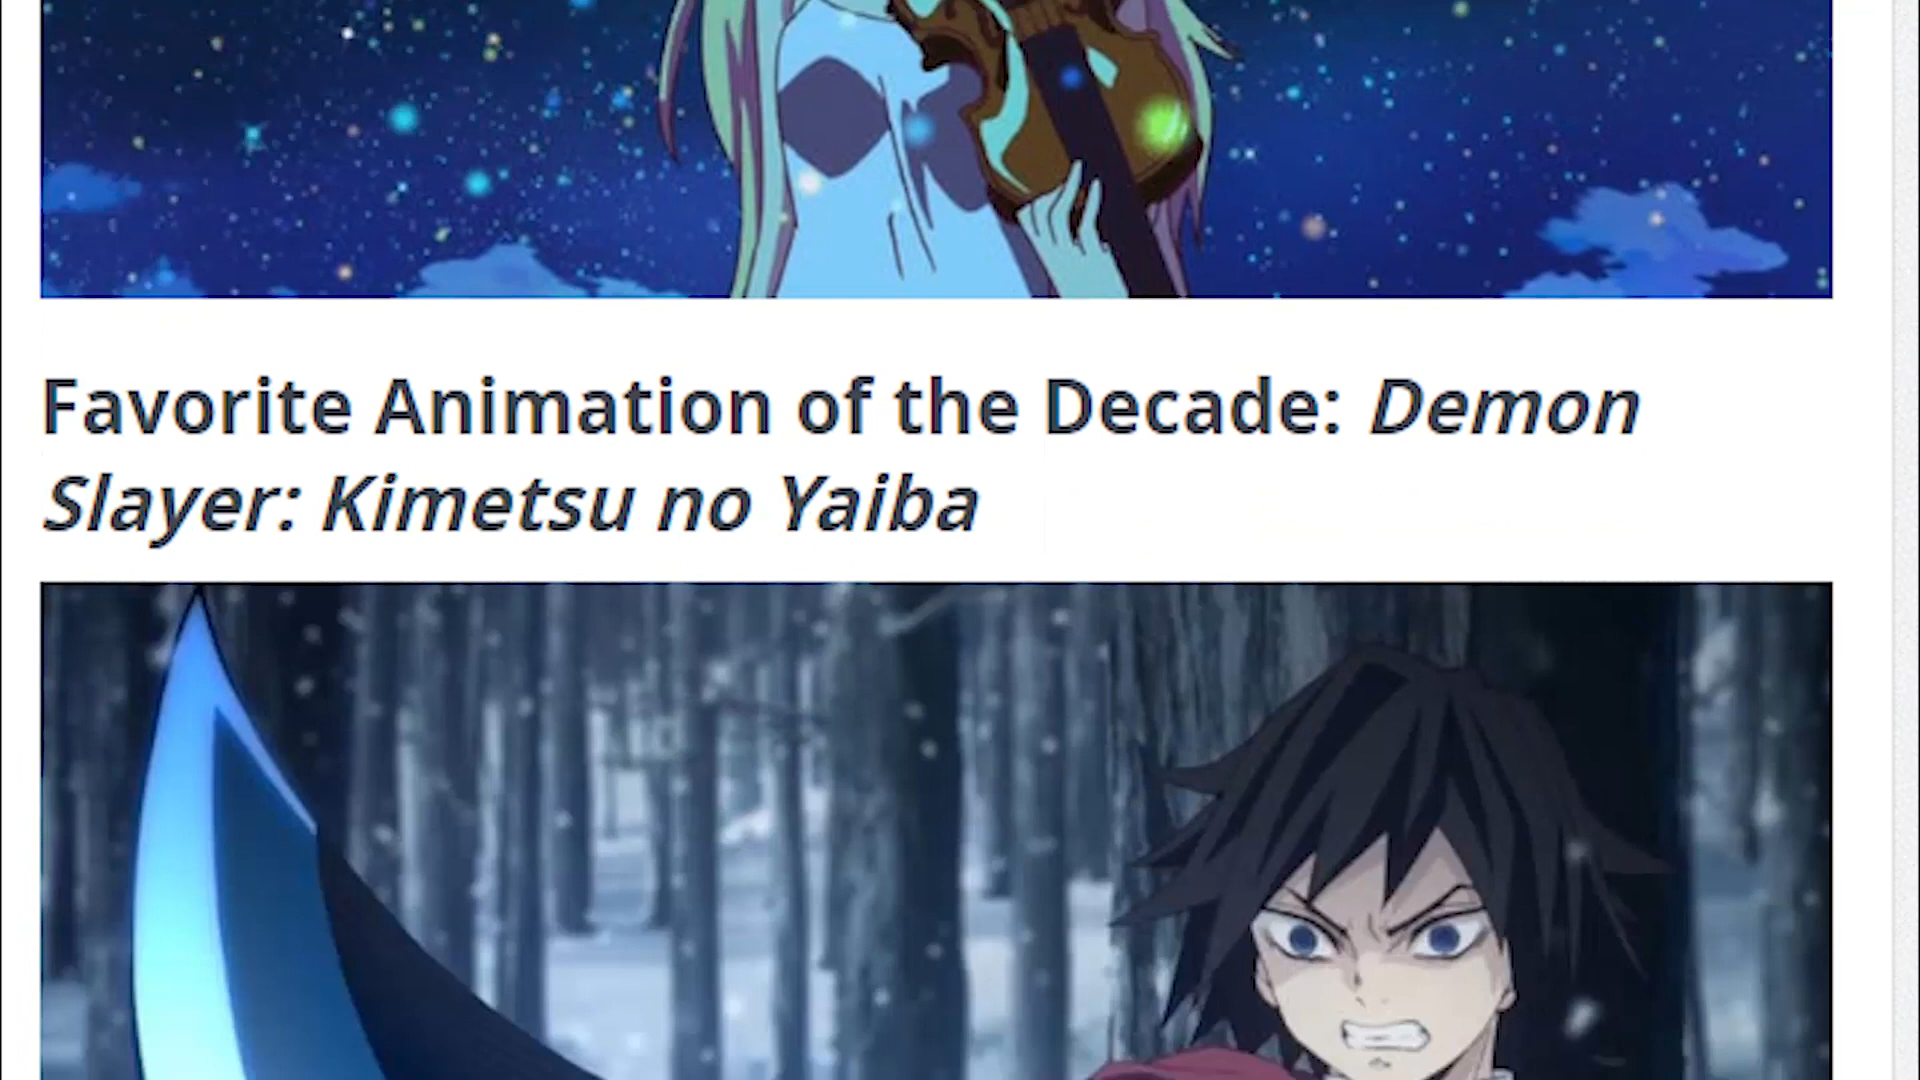 Favorite Animation of the Decade: Demon
Slayer: Kimetsu no Yaiba